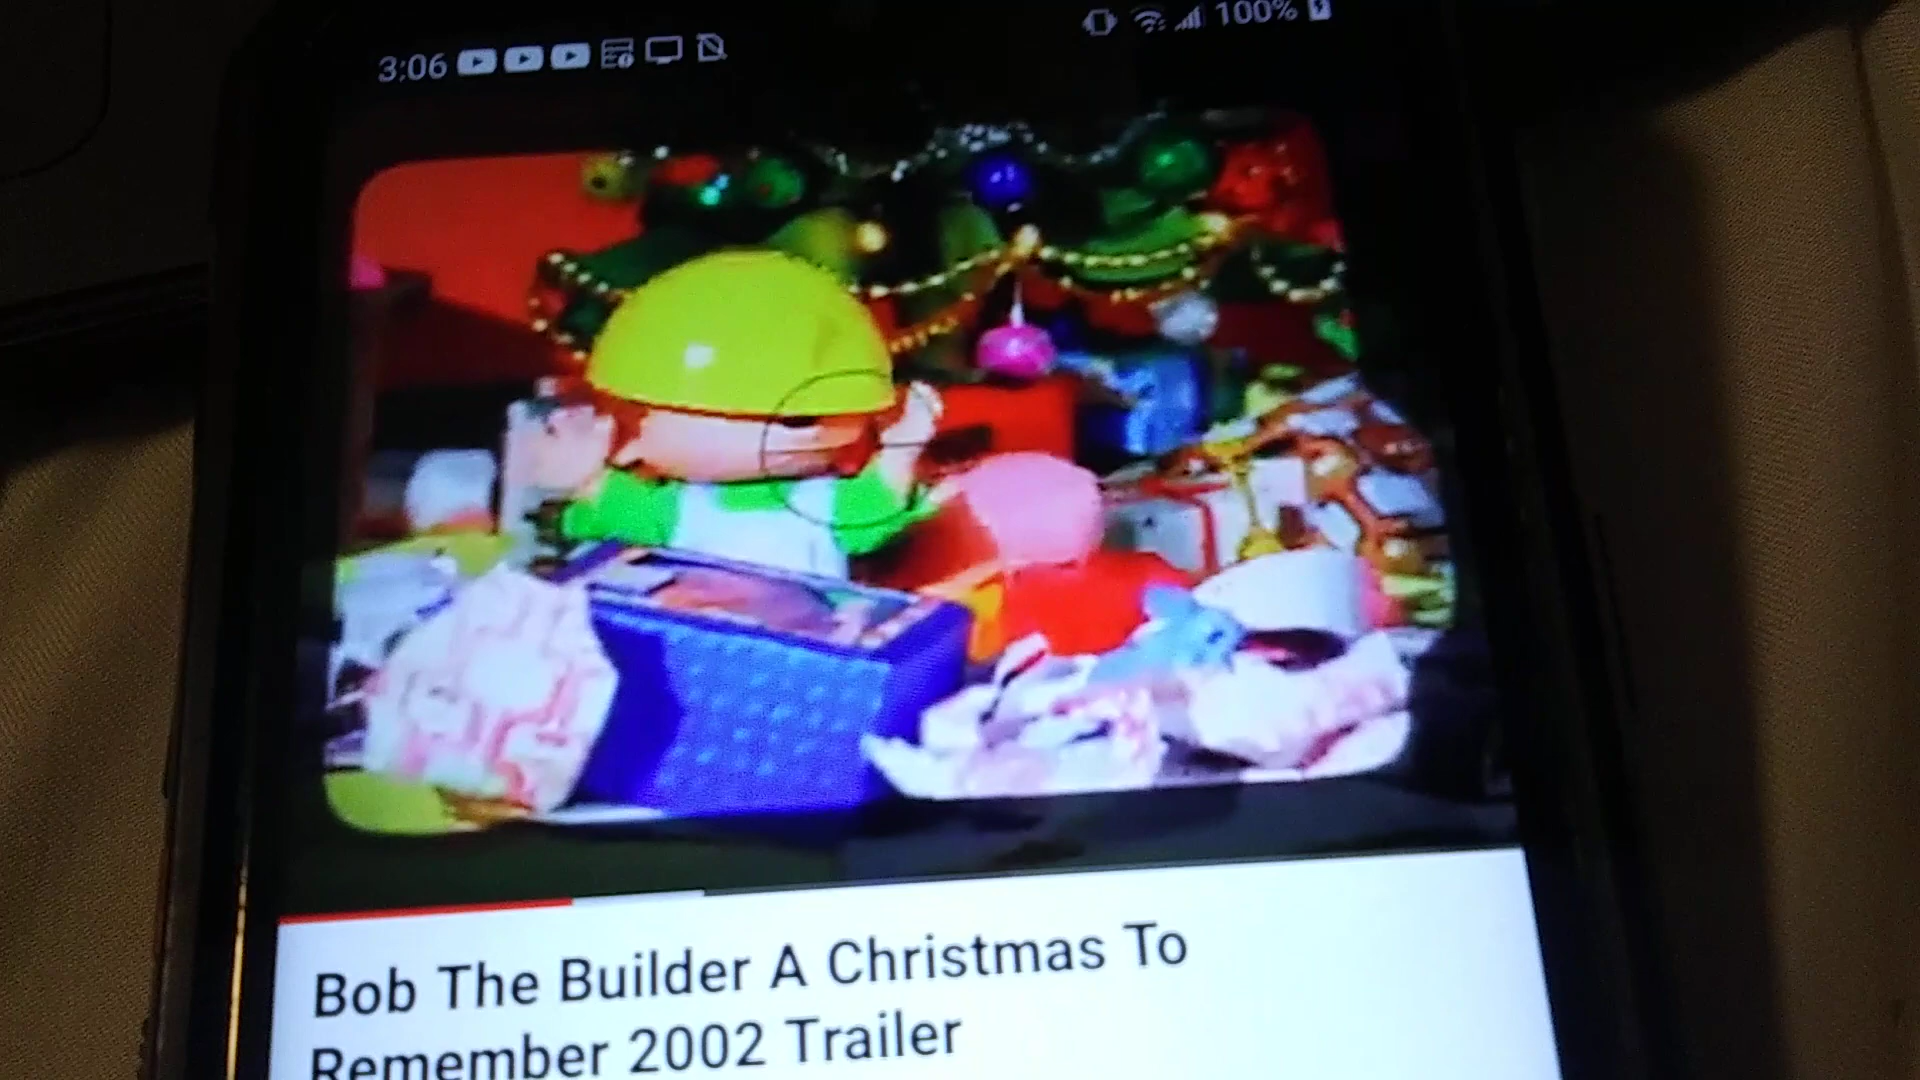 3:06 100%
Bob The Builder A Christmas To
Remember 2002 Trailer